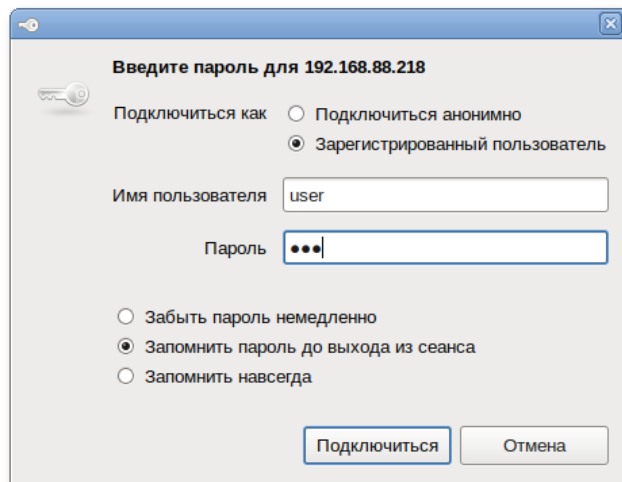 Введите пароль для 192.168.88.218
Подключиться как
Подключиться анонимно
Зарегистрированный пользователь
Имя пользователя
user
Пароль
●●●
Забыть пароль немедленно
Запомнить пароль до выхода из сеанса
Запомнить навсегда
Подключиться
Отмена